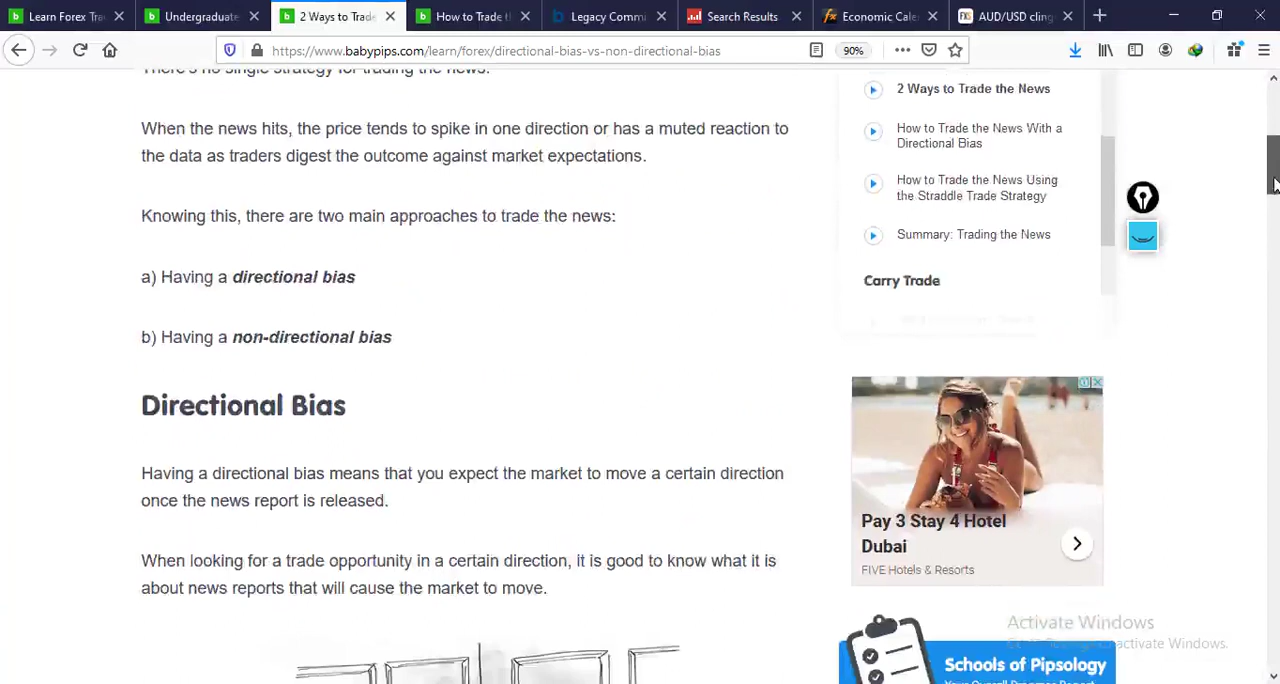 Learn Forex Tra
Undergraduate
2 Ways to Trade
How to Trade t
Legacy Commi
Search Results
Economic Cale
AUD/USD cling
https://www.babypips.com/learn/forex/directional-bias-vs-non-directional-bias
90%
There's no single strategy for trading the news.
When the news hits, the price tends to spike in one direction or has a muted reaction to
the data as traders digest the outcome against market expectations.
Knowing this, there are two main approaches to trade the news:
a) Having a directional bias
b) Having a non-directional bias
Directional Bias
Having a directional bias means that you expect the market to move a certain direction
once the news report is released.
When looking for a trade opportunity in a certain direction, it is good to know what it is
about news reports that will cause the market to move.
2 Ways to Trade the News
How to Trade the News With a
Directional Bias
How to Trade the News Using
the Straddle Trade Strategy
Summary: Trading the News
Carry Trade
Pay 3 Stay 4 Hotel
Dubai
FIVE Hotels & Resorts
Activate Windows
activate Windows.
Schools of Pipsology